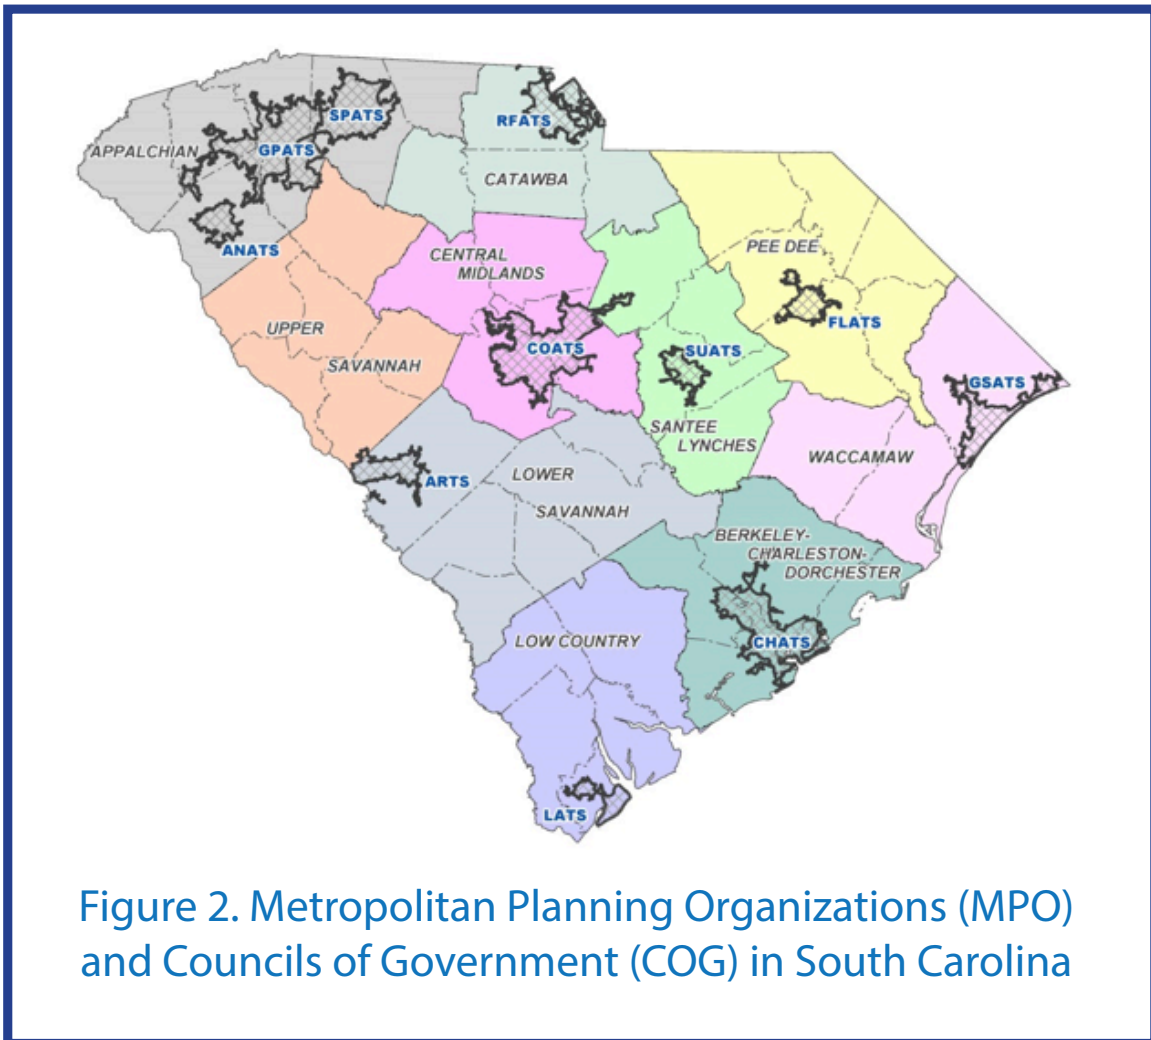 SPATS
RFATS
APPALCHIAN
GPATS
CATAWBA
ANATS
CENTRAL
MIDLANDS
PEE DEE
UPPER
SAVANNAH
COATS
SUATS
FLATS
GSATS
SANTEE
LYNCHES
WACCAMAW
ARTS
LOWER
SAVANNAH
BERKELEY-
CHARLESTON-
DORCHESTER
LOW COUNTRY
CHATS
LATS
Figure 2. Metropolitan Planning Organizations (MPO)
and Councils of Government (COG) in South Carolina